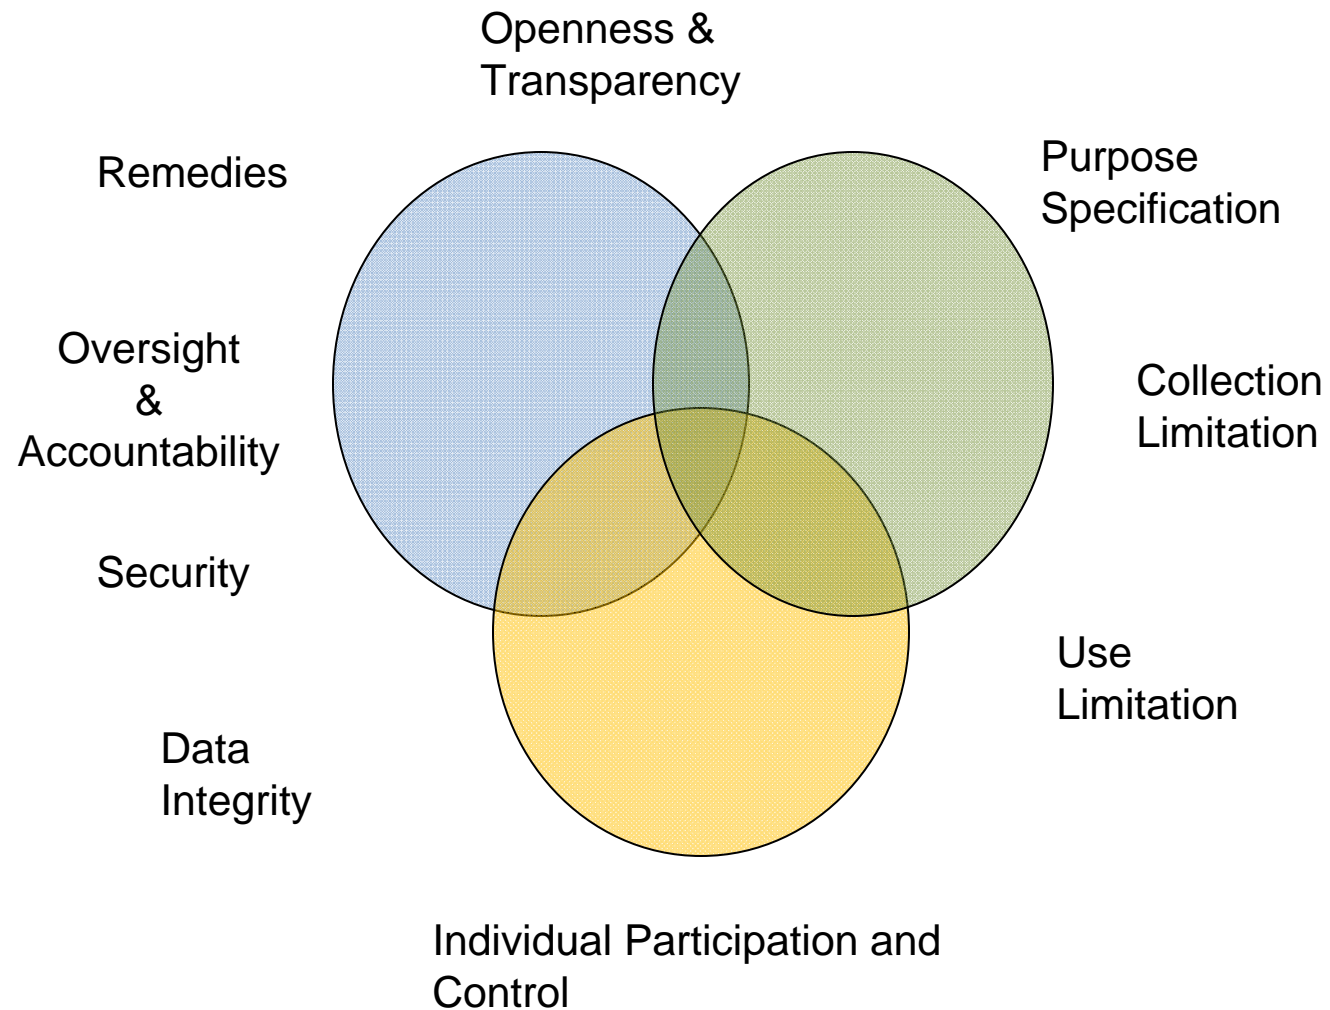 Openness &
Transparency
Remedies
Purpose
Specification
Oversight
&
Accountability
Collection
Limitation
Security
Use
Limitation
Data
Integrity
Individual Participation and
Control